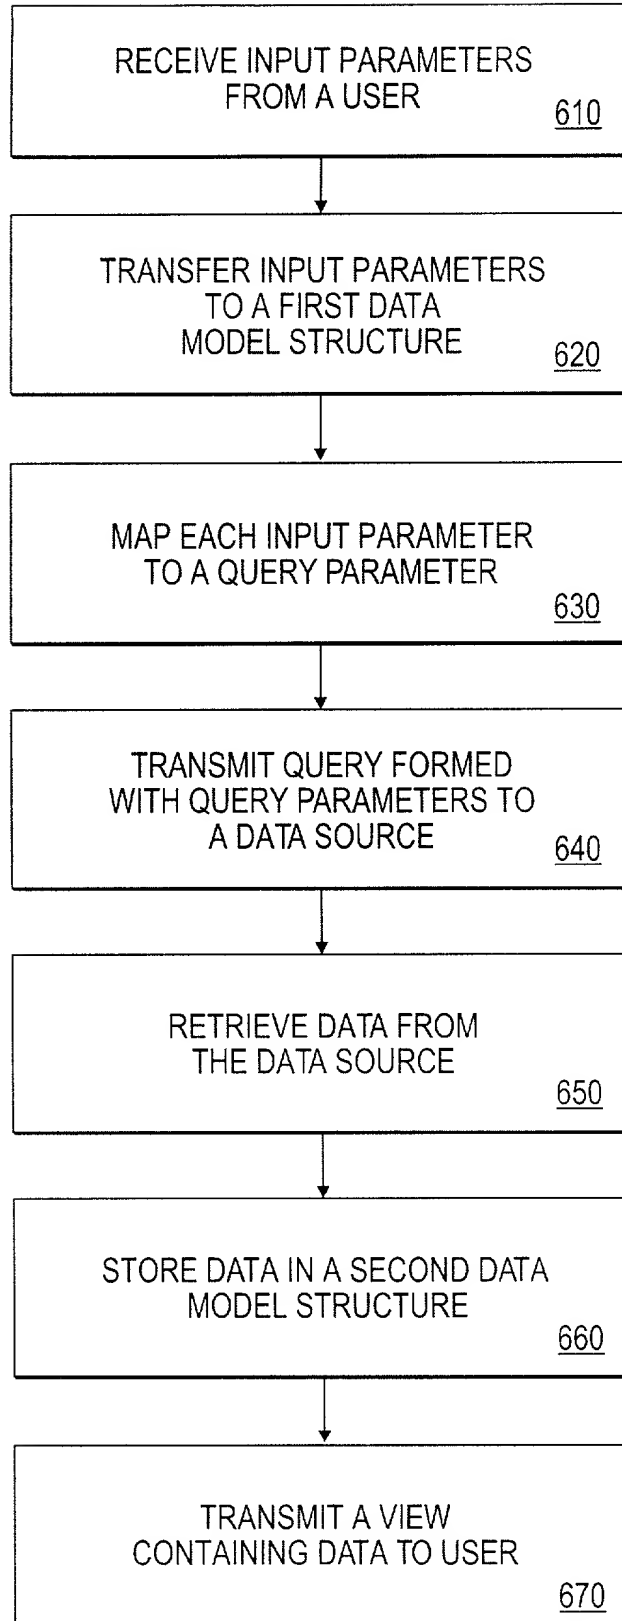 RECEIVE INPUT PARAMETERS
FROM A USER
610
TRANSFER INPUT PARAMETERS
TO A FIRST DATA
MODEL STRUCTURE
620
MAP EACH INPUT PARAMETER
TO A QUERY PARAMETER
630
TRANSMIT QUERY FORMED
WITH QUERY PARAMETERS TO
A DATA SOURCE
640
RETRIEVE DATA FROM
THE DATA SOURCE
650
STORE DATA IN A SECOND DATA
MODEL STRUCTURE
660
TRANSMIT A VIEW
CONTAINING DATA TO USER
670